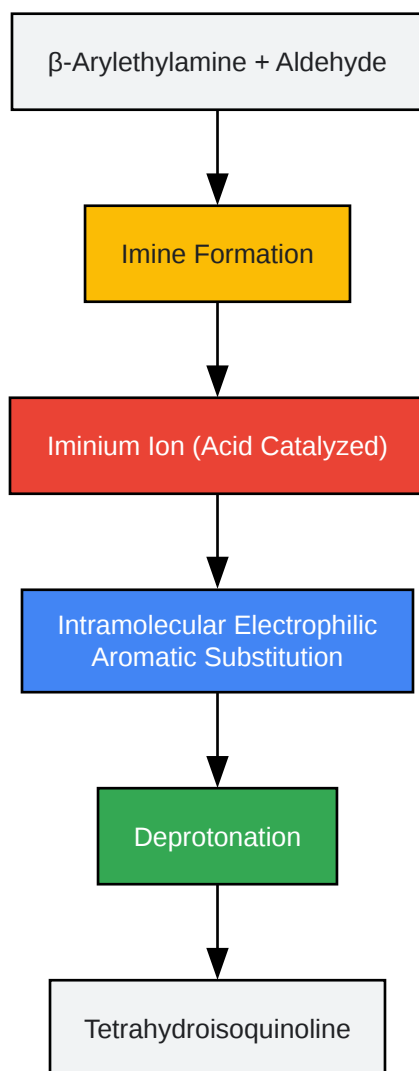 β-Arylethylamine + Aldehyde
Imine Formation
Iminium Ion (Acid Catalyzed)
Intramolecular Electrophilic
Aromatic Substitution
Deprotonation
Tetrahydroisoquinoline